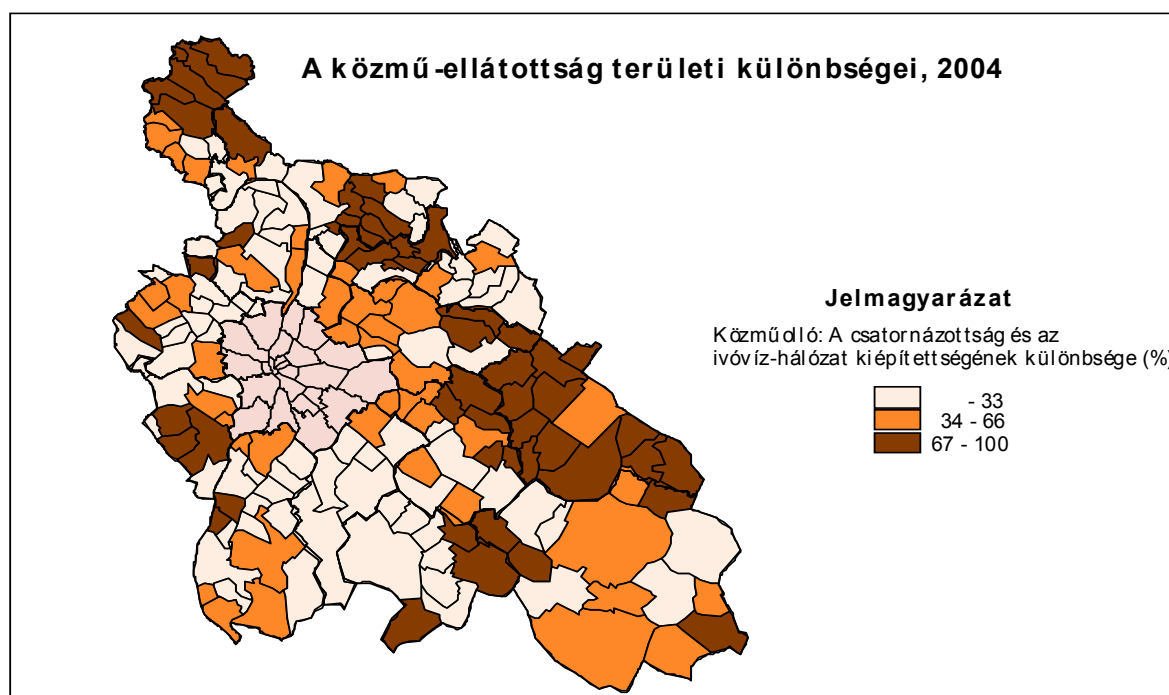 A közmű-ellátottság területi különbségei, 2004
Jelmagyarázat
Közműolló: A csatornázottság és az
ivóvíz-hálózat kiépítettségének különbsége (%)
- 33
34 - 66
67 - 100